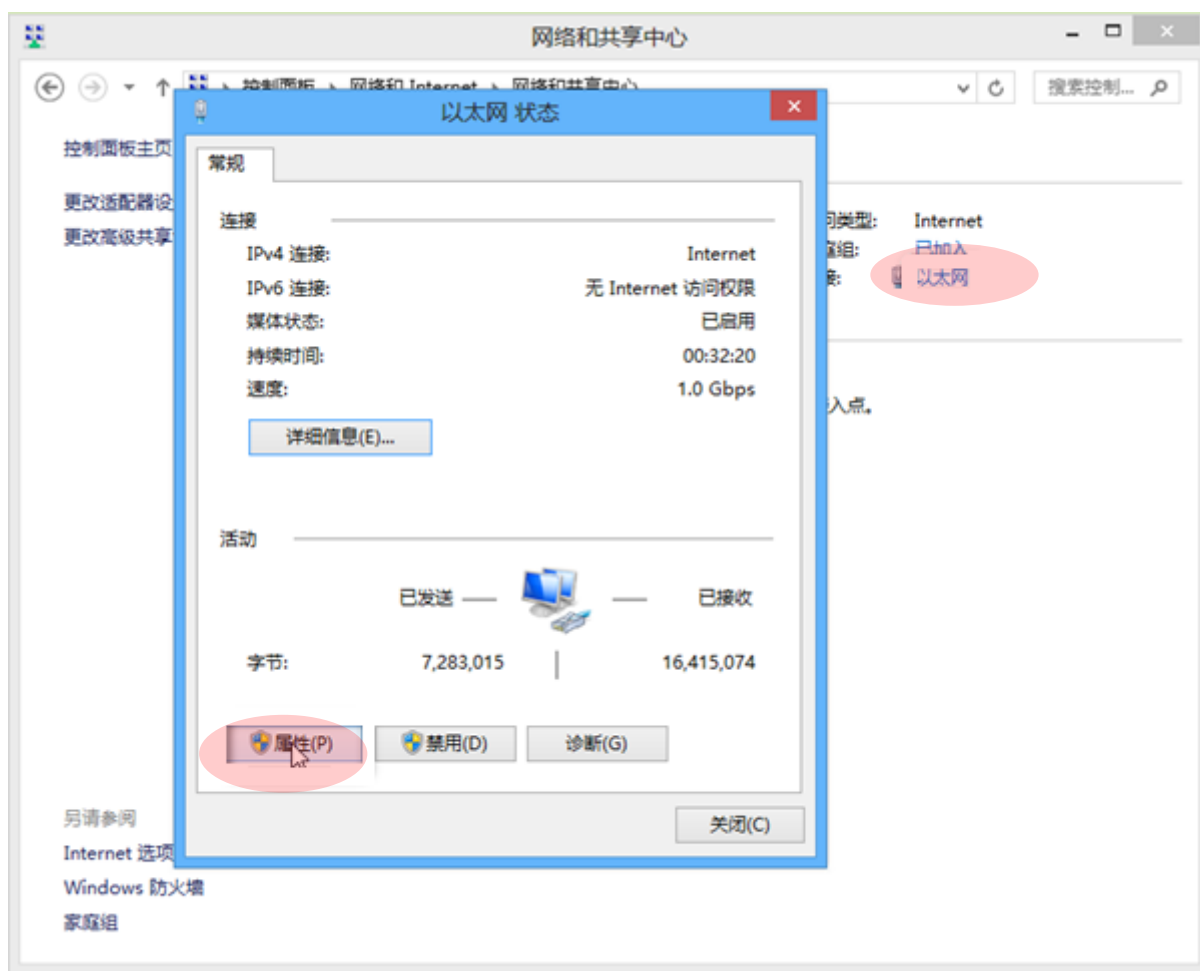 网络和共享中心
控制面板 网络和 Internet 网络和共享中心
搜索控制...
以太网 状态
控制面板主页
常规
更改适配器设
更改高级共享
连接
问类型: Internet
IPv4 连接: Internet
庭组: 已加入
IPv6 连接: 无 Internet 访问权限
接: 以太网
媒体状态: 已启用
持续时间: 00:32:20
速度: 1.0 Gbps
入点。
详细信息(E)...
活动
已发送 已接收
字节: 7,283,015 16,415,074
属性(P) 禁用(D) 诊断(G)
关闭(C)
另请参阅
Internet 选项
Windows 防火墙
家庭组